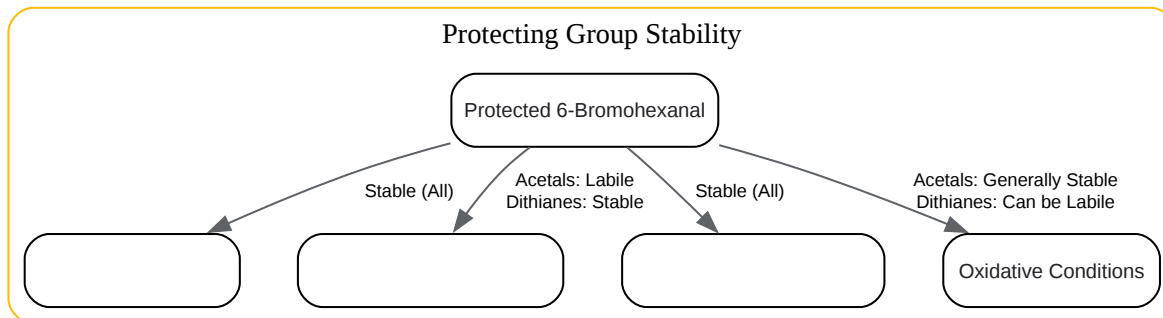 Protecting Group Stability
Protected 6-Bromohexanal
Stable (All)
Acetals: Labile
Dithianes: Stable
Stable (All)
Acetals: Generally Stable
Dithianes: Can be Labile
Oxidative Conditions